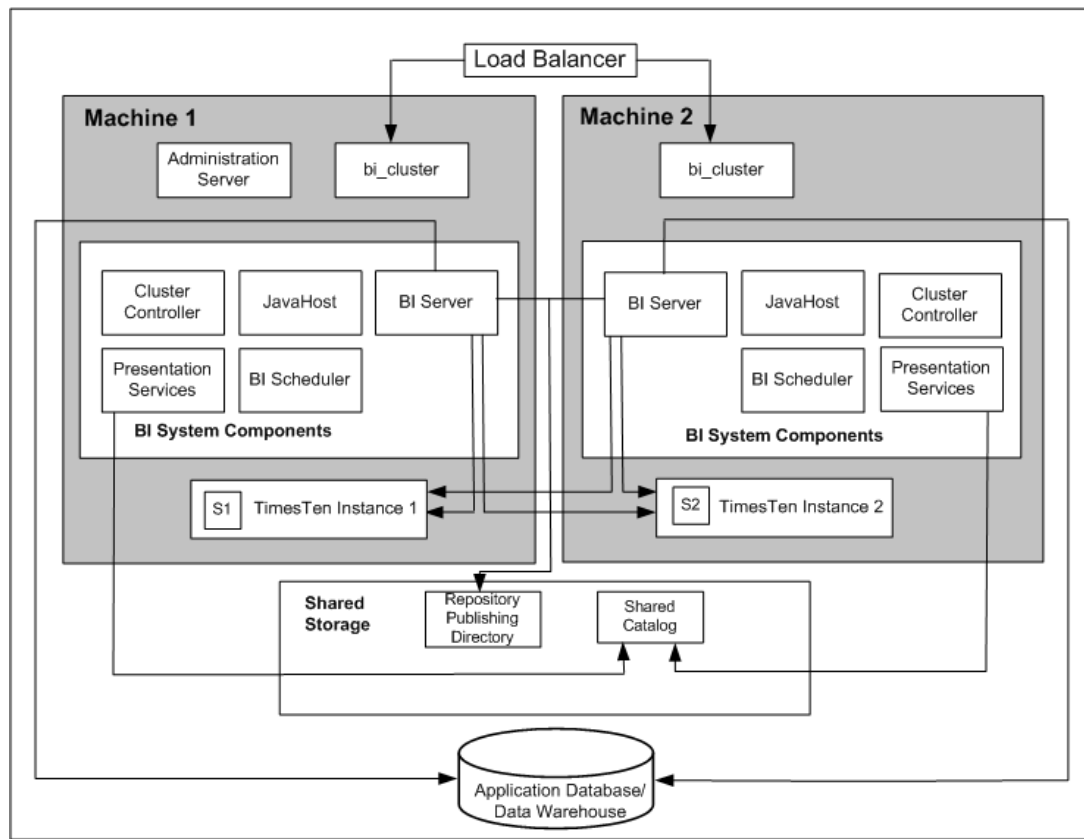 Load Balancer
Machine 1
Administration
Server
bi_cluster
Cluster
Controller
JavaHost
BI Server
Presentation
Services
BI Scheduler
BI System Components
S1
TimesTen Instance 1
Machine 2
bi_cluster
BI Server
JavaHost
Cluster
Controller
BI Scheduler
Presentation
Services
BI System Components
S2
TimesTen Instance 2
Shared
Storage
Repository
Publishing
Directory
Shared
Catalog
Application Database/
Data Warehouse